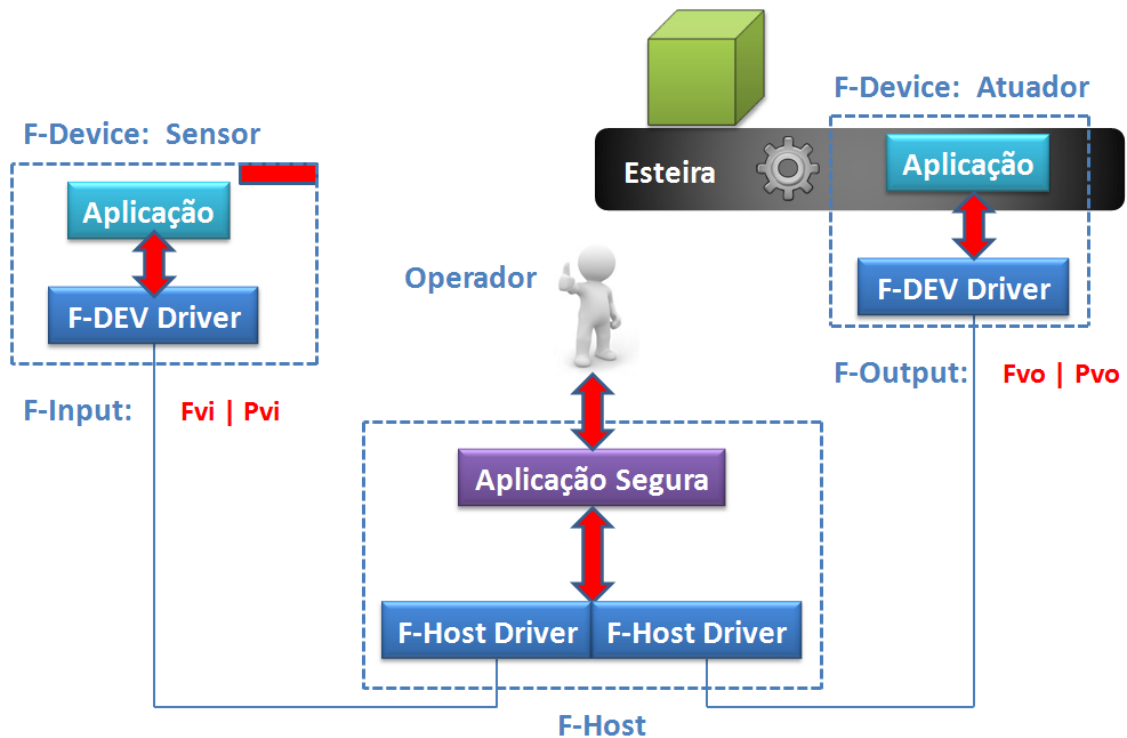 F-Device:  Atuador
F-Device:  Sensor
Esteira
Aplicação
Aplicação
Operador
F-DEV Driver
F-DEV Driver
F-Output:
Fvo | Pvo
F-Input:
Fvi | Pvi
Aplicação Segura
F-Host Driver
F-Host Driver
F-Host